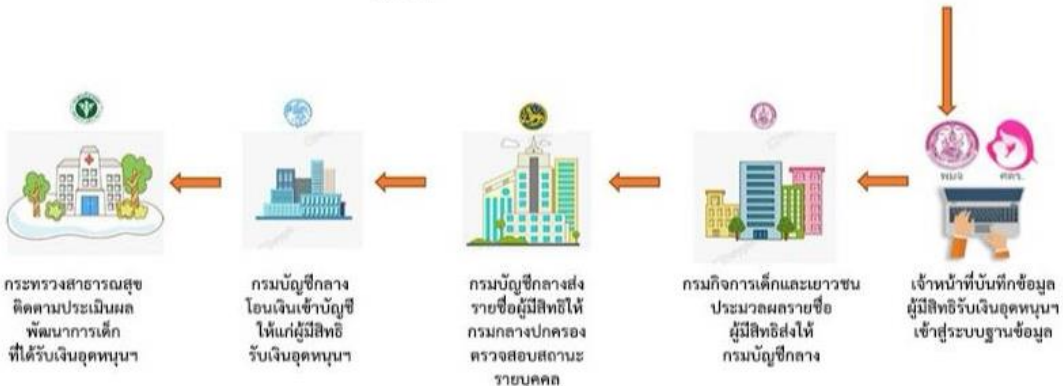 กระทรวงสาธารณสุข
ติดตามประเมินผล
พัฒนาการเด็ก
ที่ได้รับเงินอุดหนุนฯ
กรมบัญชีกลาง
โอนเงินเข้าบัญชี
ให้แก่ผู้มีสิทธิ
รับเงินอุดหนุนฯ
กรมบัญชีกลางส่ง
รายชื่อผู้มีสิทธิให้
กรมกลางปกครอง
ตรวจสอบสถานะ
รายบุคคล
กรมกิจการเด็กและเยาวชน
ประมวลผลรายชื่อ
ผู้มีสิทธิส่งให้
กรมบัญชีกลาง
พมจ
เจ้าหน้าที่บันทึกข้อมูล
ผู้มีสิทธิรับเงินอุดหนุนฯ
เข้าสู่ระบบฐานข้อมูล